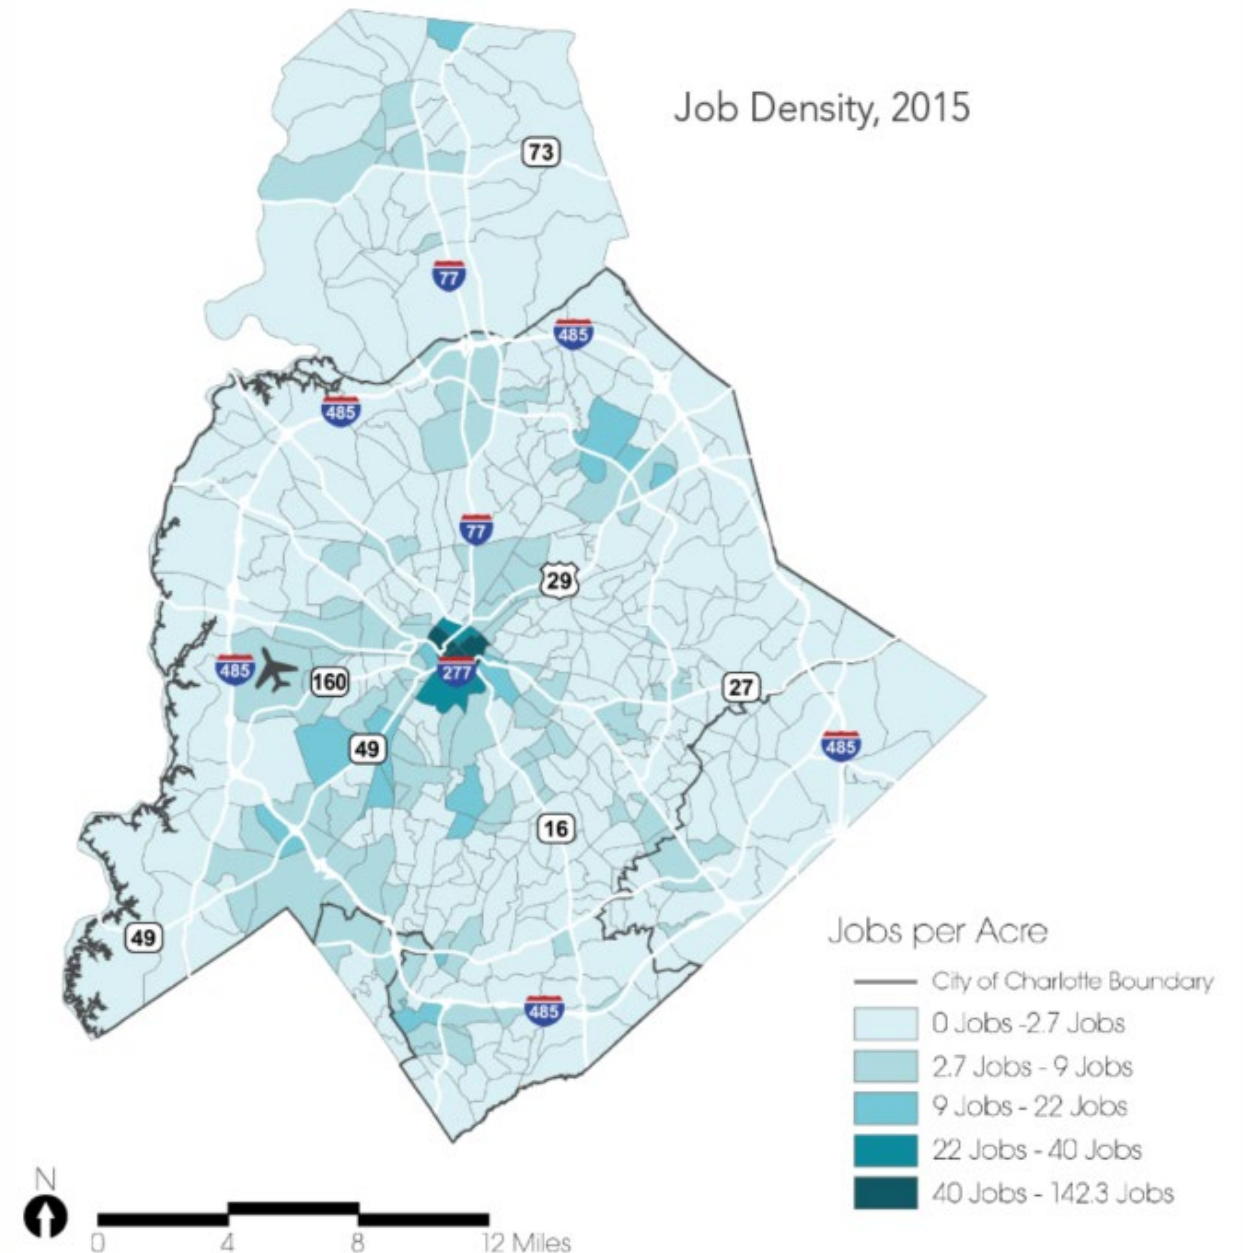 Job Density, 2015
73
77
485
485
77
29
485
160
277
27
49
485
16
49
485
Jobs per Acre
City of Charlotte Boundary
0 Jobs -2.7 Jobs
2.7 Jobs - 9 Jobs
9 Jobs - 22 Jobs
22 Jobs - 40 Jobs
40 Jobs - 142.3 Jobs
N
0 4 8 12 Miles